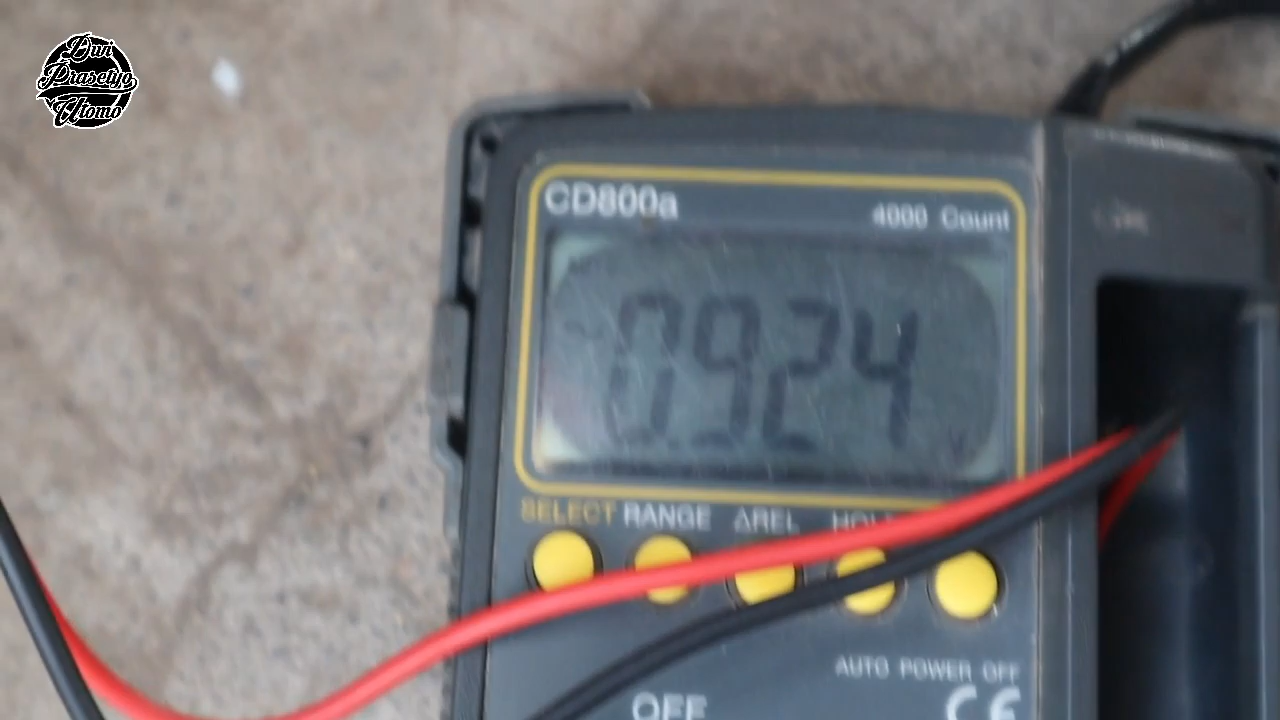 Dwi
Prasetyo
Utomo
CD800a
4000 Count
0.924
SELECT RANGE ΔREL
AUTO POWER OFF
OFF
CE